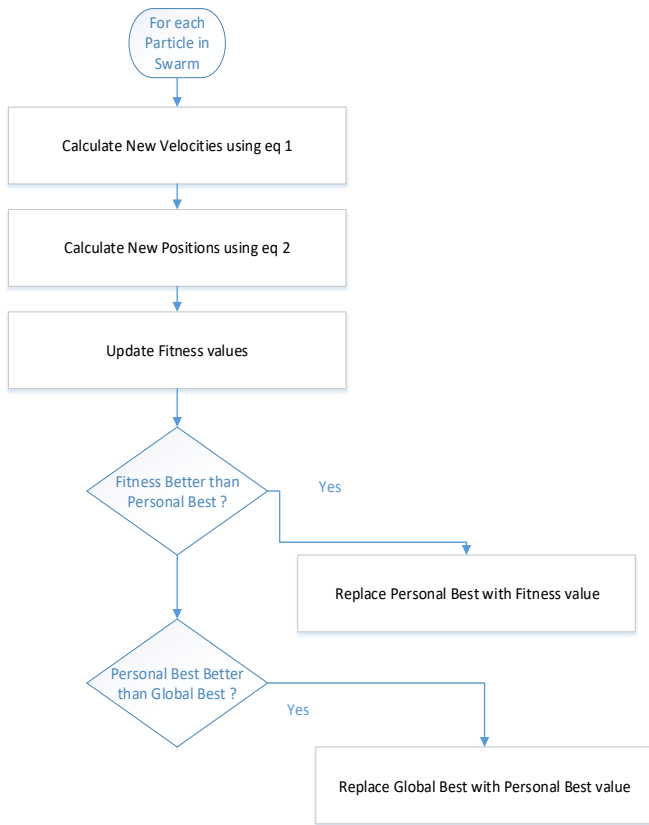 For each
Particle in
Swarm
Calculate New Velocities using eq 1
Calculate New Positions using eq 2
Update Fitness values
Fitness Better than
Personal Best ?
Yes
Replace Personal Best with Fitness value
Personal Best Better
than Global Best ?
Yes
Replace Global Best with Personal Best value